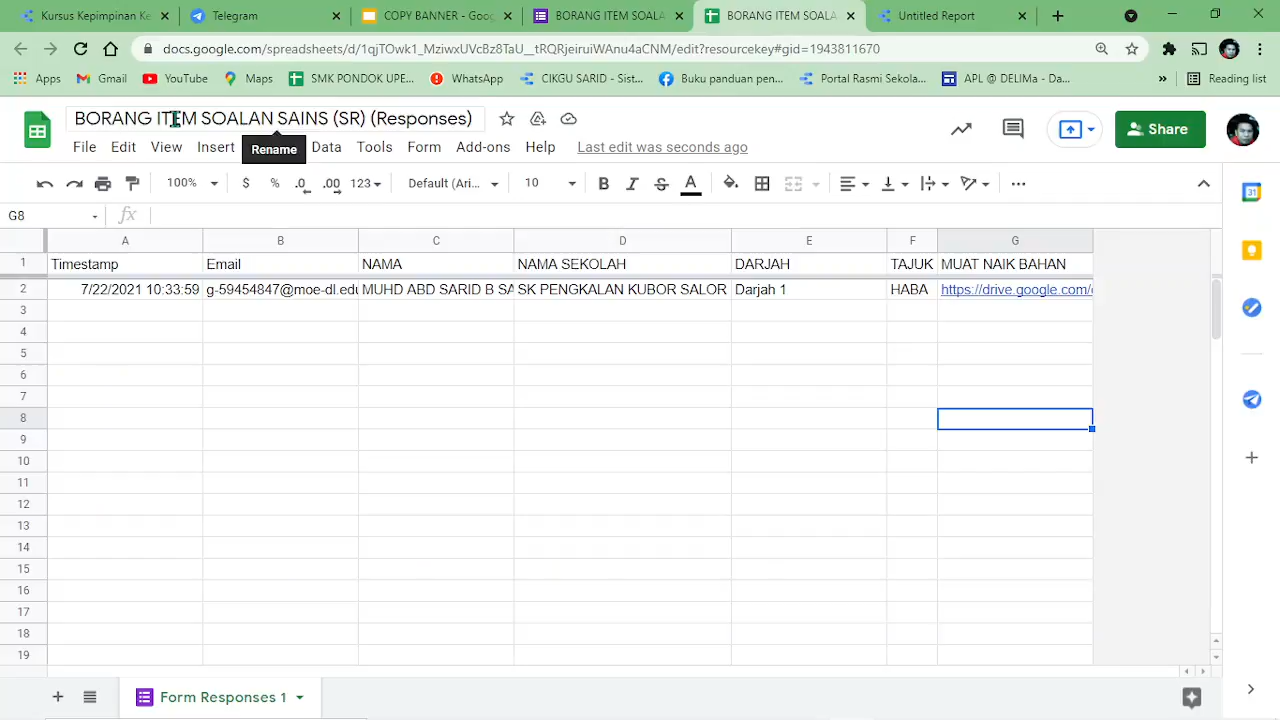 Kursus Kepimpinan Ke
Telegram
COPY BANNER - Goog
BORANG ITEM SOALA
BORANG ITEM SOALA
Untitled Report
docs.google.com/spreadsheets/d/1qjTOwk1_MziwxUVcBz8TaU__tRQRjeiruiWAnu4aCNM/edit?resourcekey#gid=1943811670
Apps
Gmail
YouTube
Maps
SMK PONDOK UPE...
WhatsApp
CIKGU SARID - Sist...
Buku panduan pen...
Portal Rasmi Sekola...
APL @ DELIMa - Da...
Reading list
BORANG ITEM SOALAN SAINS (SR) (Responses)
Share
File Edit View Insert Data Tools Form Add-ons Help Last edit was seconds ago
Rename
100% $ % .0 .00 123 Default (Ari... 10 B I S A
G8 fx
A B C D E F G
1 Timestamp Email NAMA NAMA SEKOLAH DARJAH TAJUK MUAT NAIK BAHAN
2 7/22/2021 10:33:59 g-59454847@moe-dl.edu MUHD ABD SARID B SA SK PENGKALAN KUBOR SALOR Darjah 1 HABA https://drive.google.com/
3
4
5
6
7
8
9
10
11
12
13
14
15
16
17
18
19
Form Responses 1
31